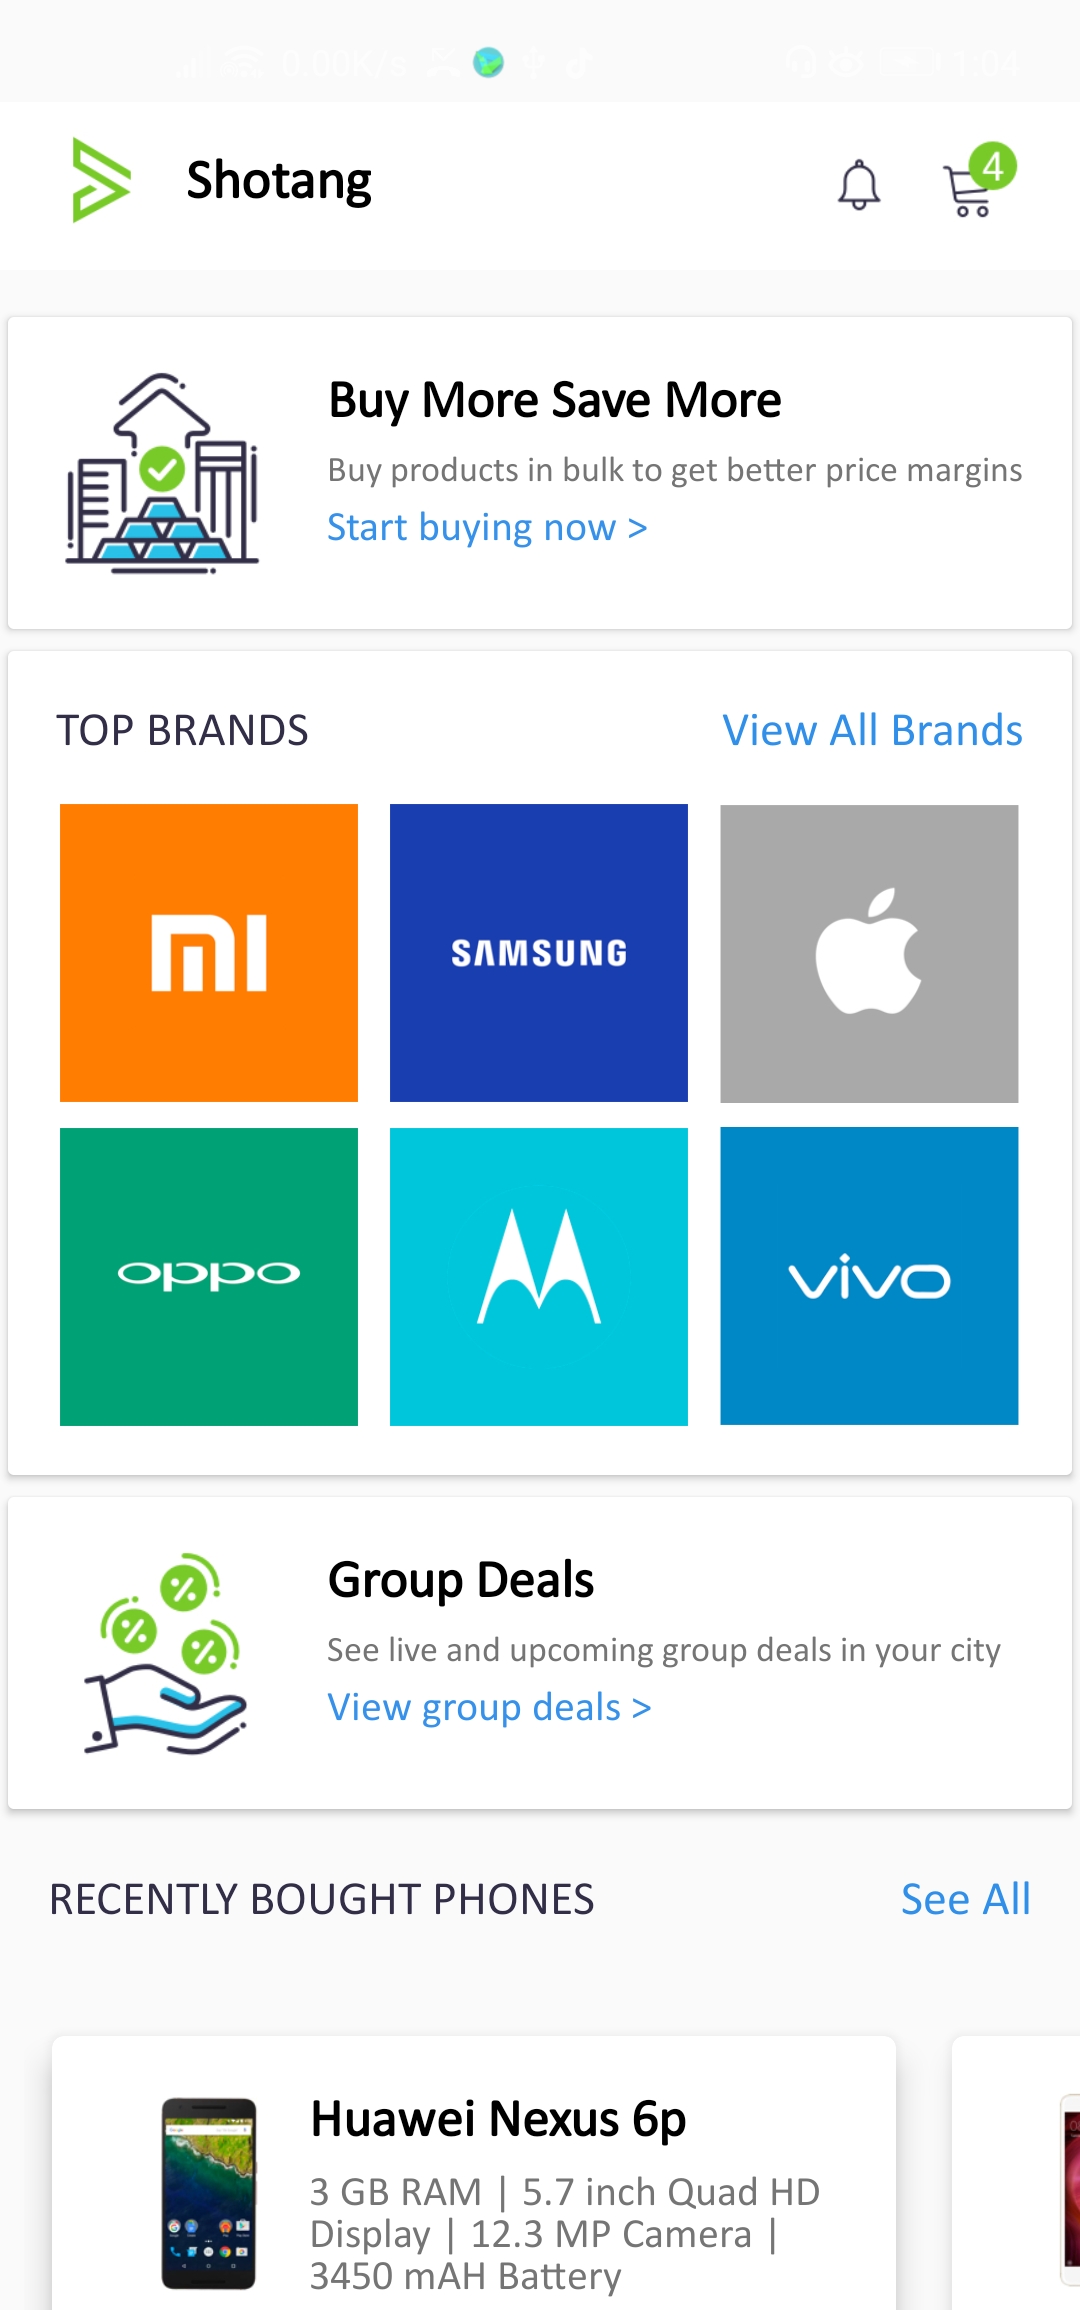 0.00K/s 1:04
Shotang
4
Buy More Save More
Buy products in bulk to get better price margins
Start buying now >
TOP BRANDS
View All Brands
mi
SAMSUNG
oppo
vivo
Group Deals
See live and upcoming group deals in your city
View group deals >
RECENTLY BOUGHT PHONES
See All
Huawei Nexus 6p
3 GB RAM | 5.7 inch Quad HD
Display | 12.3 MP Camera |
3450 mAH Battery